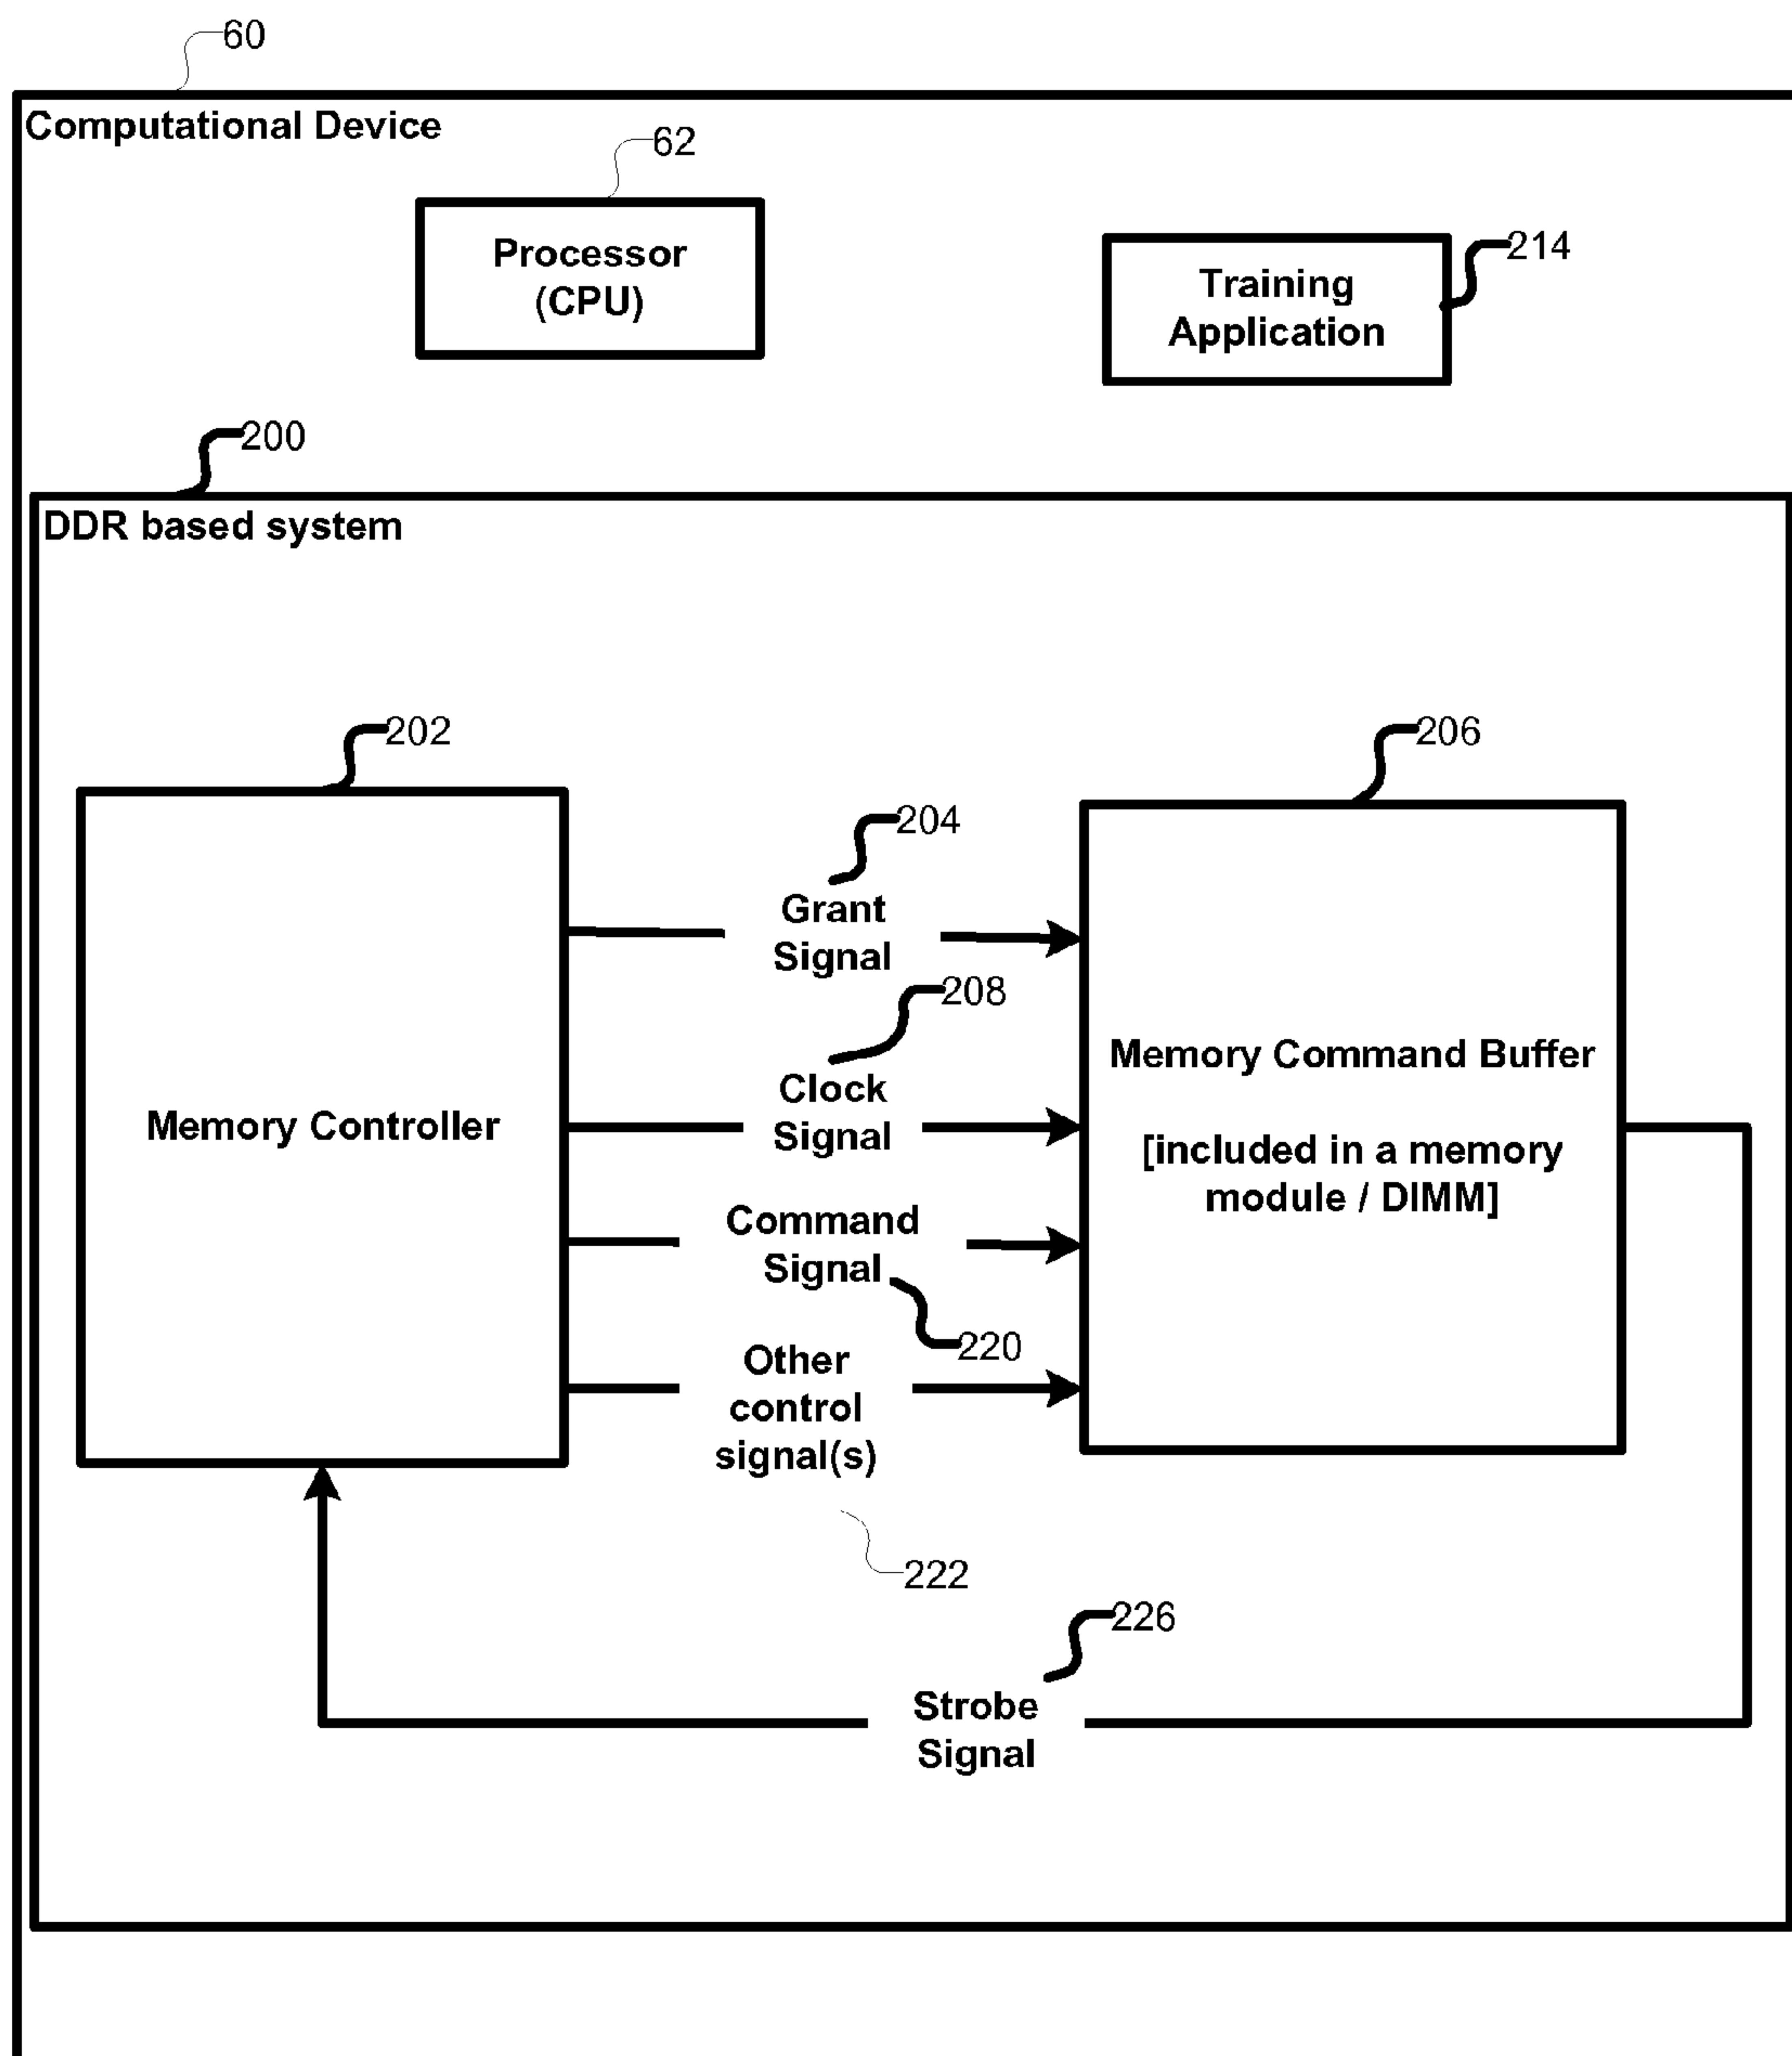 60
Computational Device
62
Processor
(CPU)
214
Training
Application
200
DDR based system
202
206
204
Grant
Signal
208
Memory Command Buffer
Clock
Signal
Memory Controller
[included in a memory
module / DIMM]
Command
Signal
220
Other
control
signal(s)
222
226
Strobe
Signal